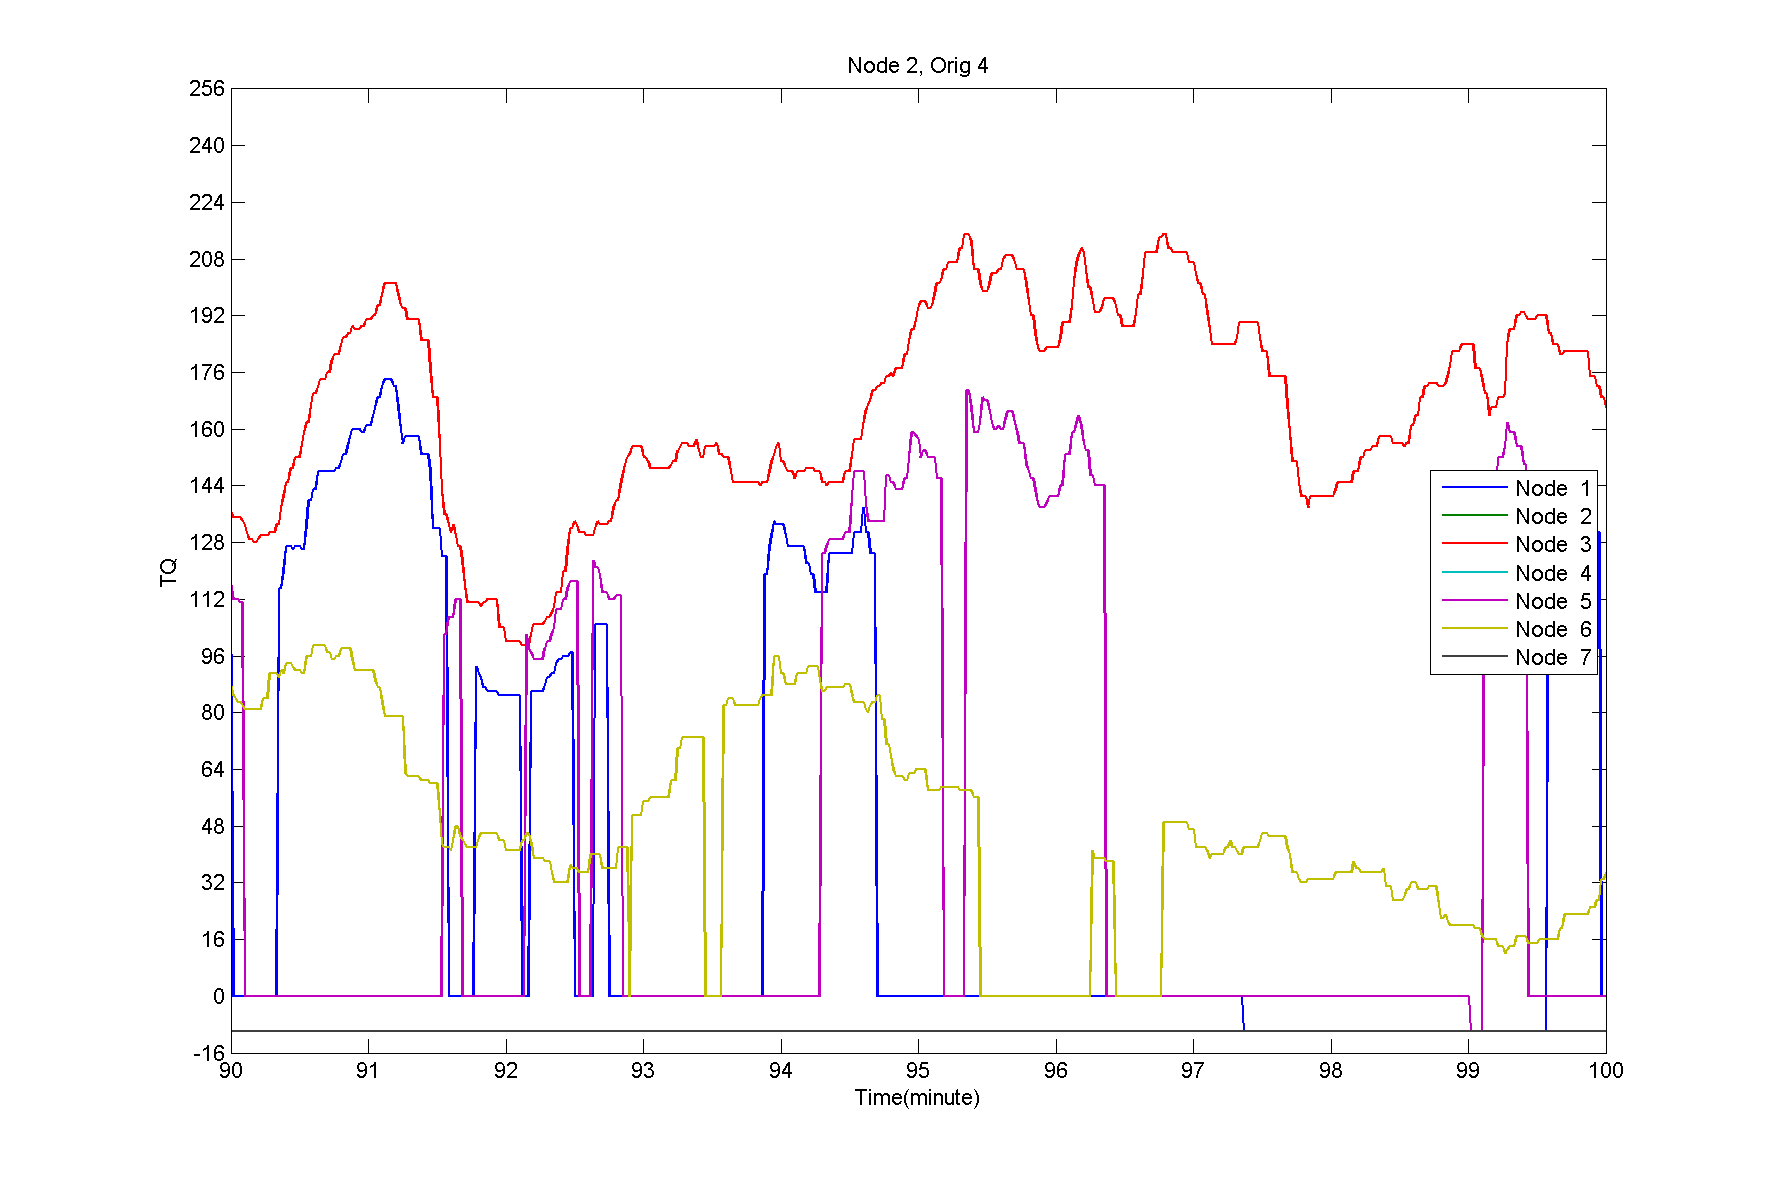 Node 2, Orig 4
256
240
224
208
192
176
160
144
128
112
96
80
64
48
32
16
0
-16
TQ
Node 1
Node 2
Node 3
Node 4
Node 5
Node 6
Node 7
90 91 92 93 94 95 96 97 98 99 100
Time(minute)